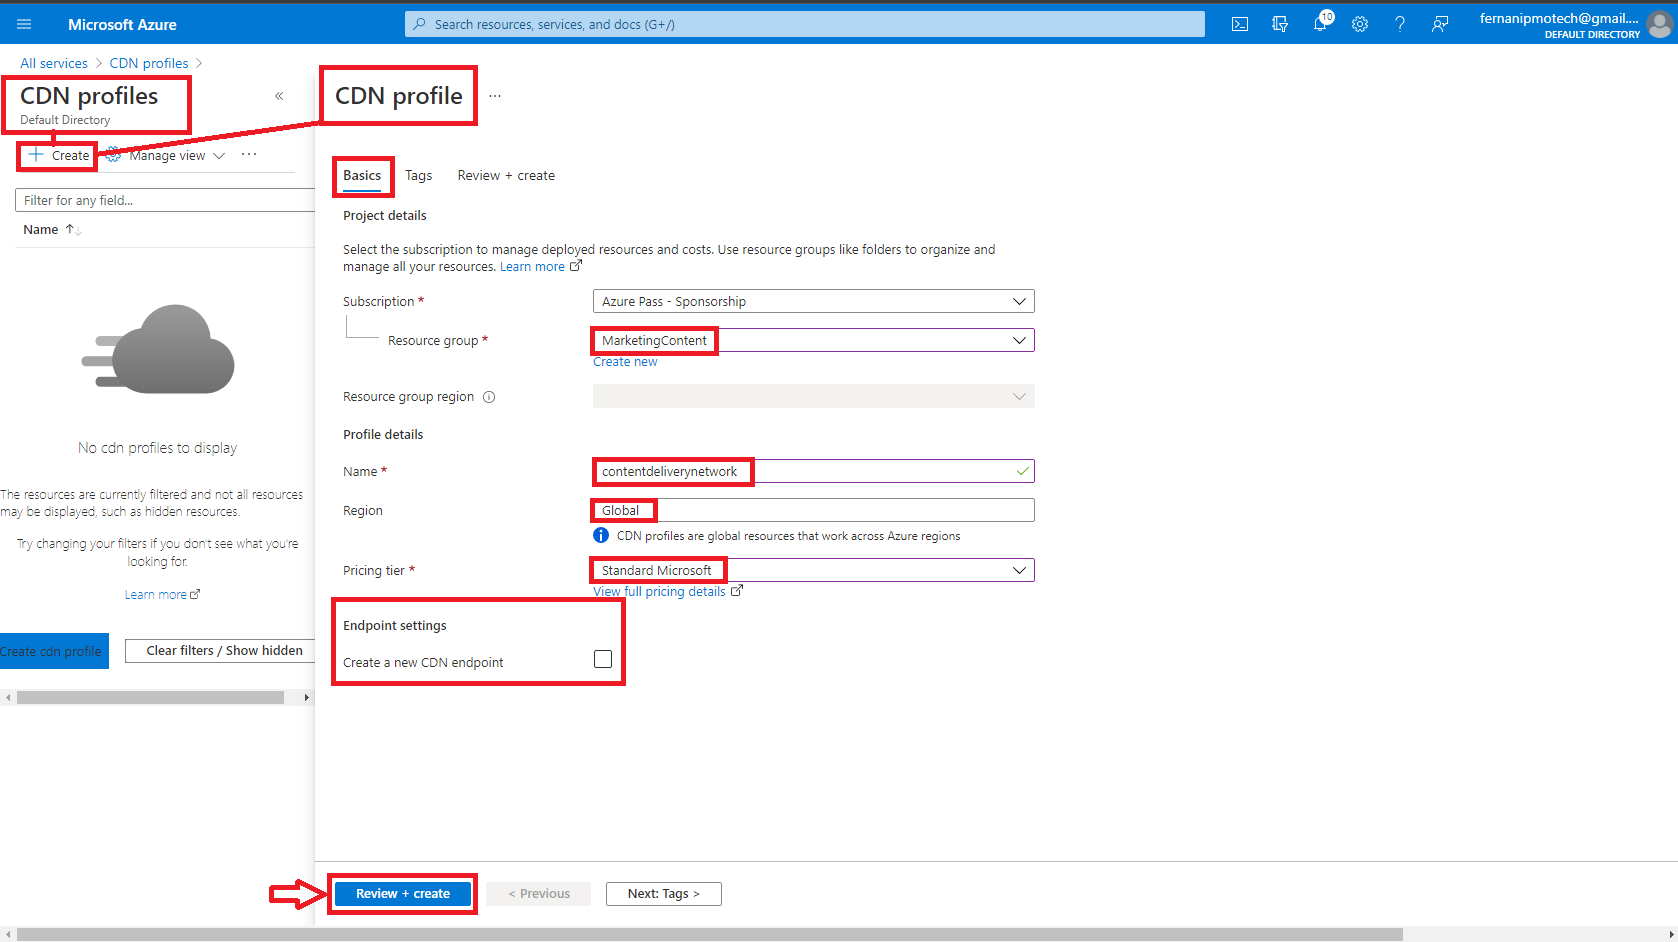 Microsoft Azure
Search resources, services, and docs (G+/)
10
fernanipmotech@gmail....
DEFAULT DIRECTORY
All services > CDN profiles >
CDN profiles
Default Directory
«
+ Create
Manage view
...
Filter for any field...
Name ↑↓
No cdn profiles to display
The resources are currently filtered and not all resources
may be displayed, such as hidden resources.
Try changing your filters if you don't see what you're
looking for.
Learn more
Create cdn profile
Clear filters / Show hidden
CDN profile
...
Basics
Tags
Review + create
Project details
Select the subscription to manage deployed resources and costs. Use resource groups like folders to organize and
manage all your resources. Learn more
Subscription *
Azure Pass - Sponsorship
Resource group *
MarketingContent
Create new
Resource group region
Profile details
Name *
contentdeliverynetwork
Region
Global
CDN profiles are global resources that work across Azure regions
Pricing tier *
Standard Microsoft
View full pricing details
Endpoint settings
Create a new CDN endpoint
Review + create
< Previous
Next: Tags >